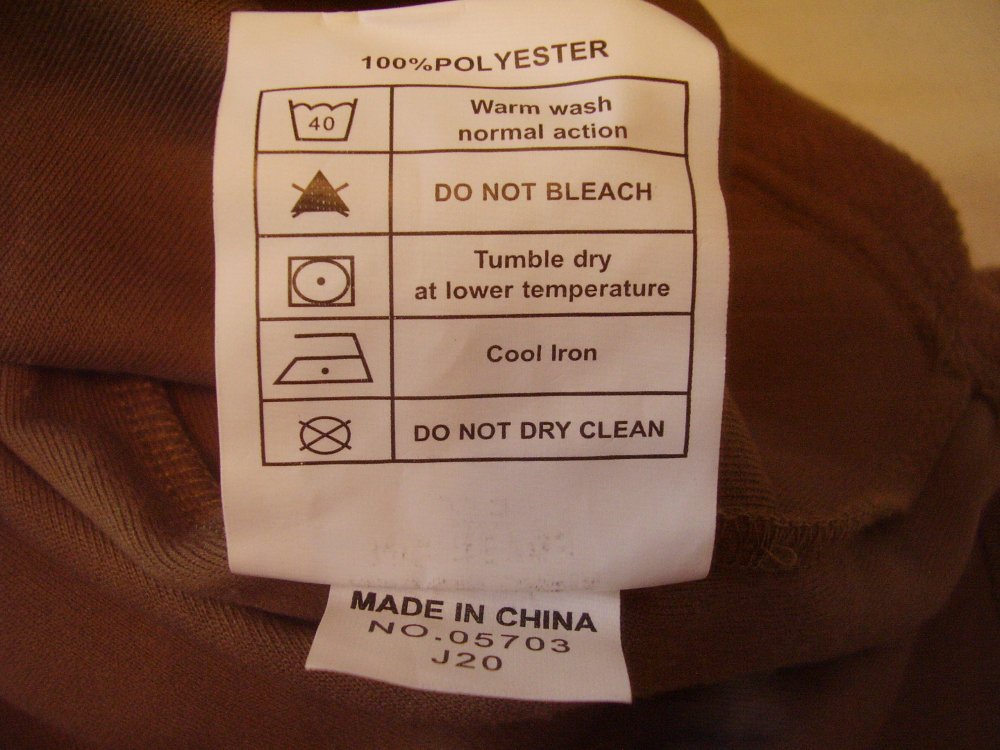 100%POLYESTER
40
Warm wash
normal action
DO NOT BLEACH
Tumble dry
at lower temperature
Cool Iron
DO NOT DRY CLEAN
MADE IN CHINA
NO.05703
J20